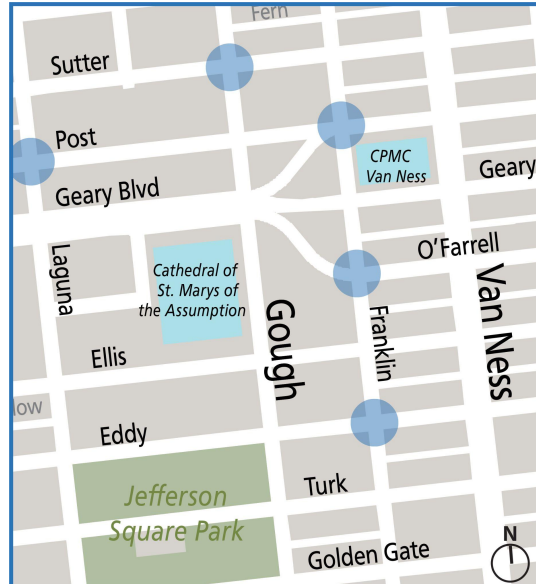 Fern
Sutter
Post
CPMC
Van Ness
Geary
Geary Blvd
O'Farrell
Laguna
Cathedral of
St. Marys of
the Assumption
Gough
Franklin
Van Ness
Ellis
Eddy
Turk
Jefferson
Square Park
Golden Gate
N